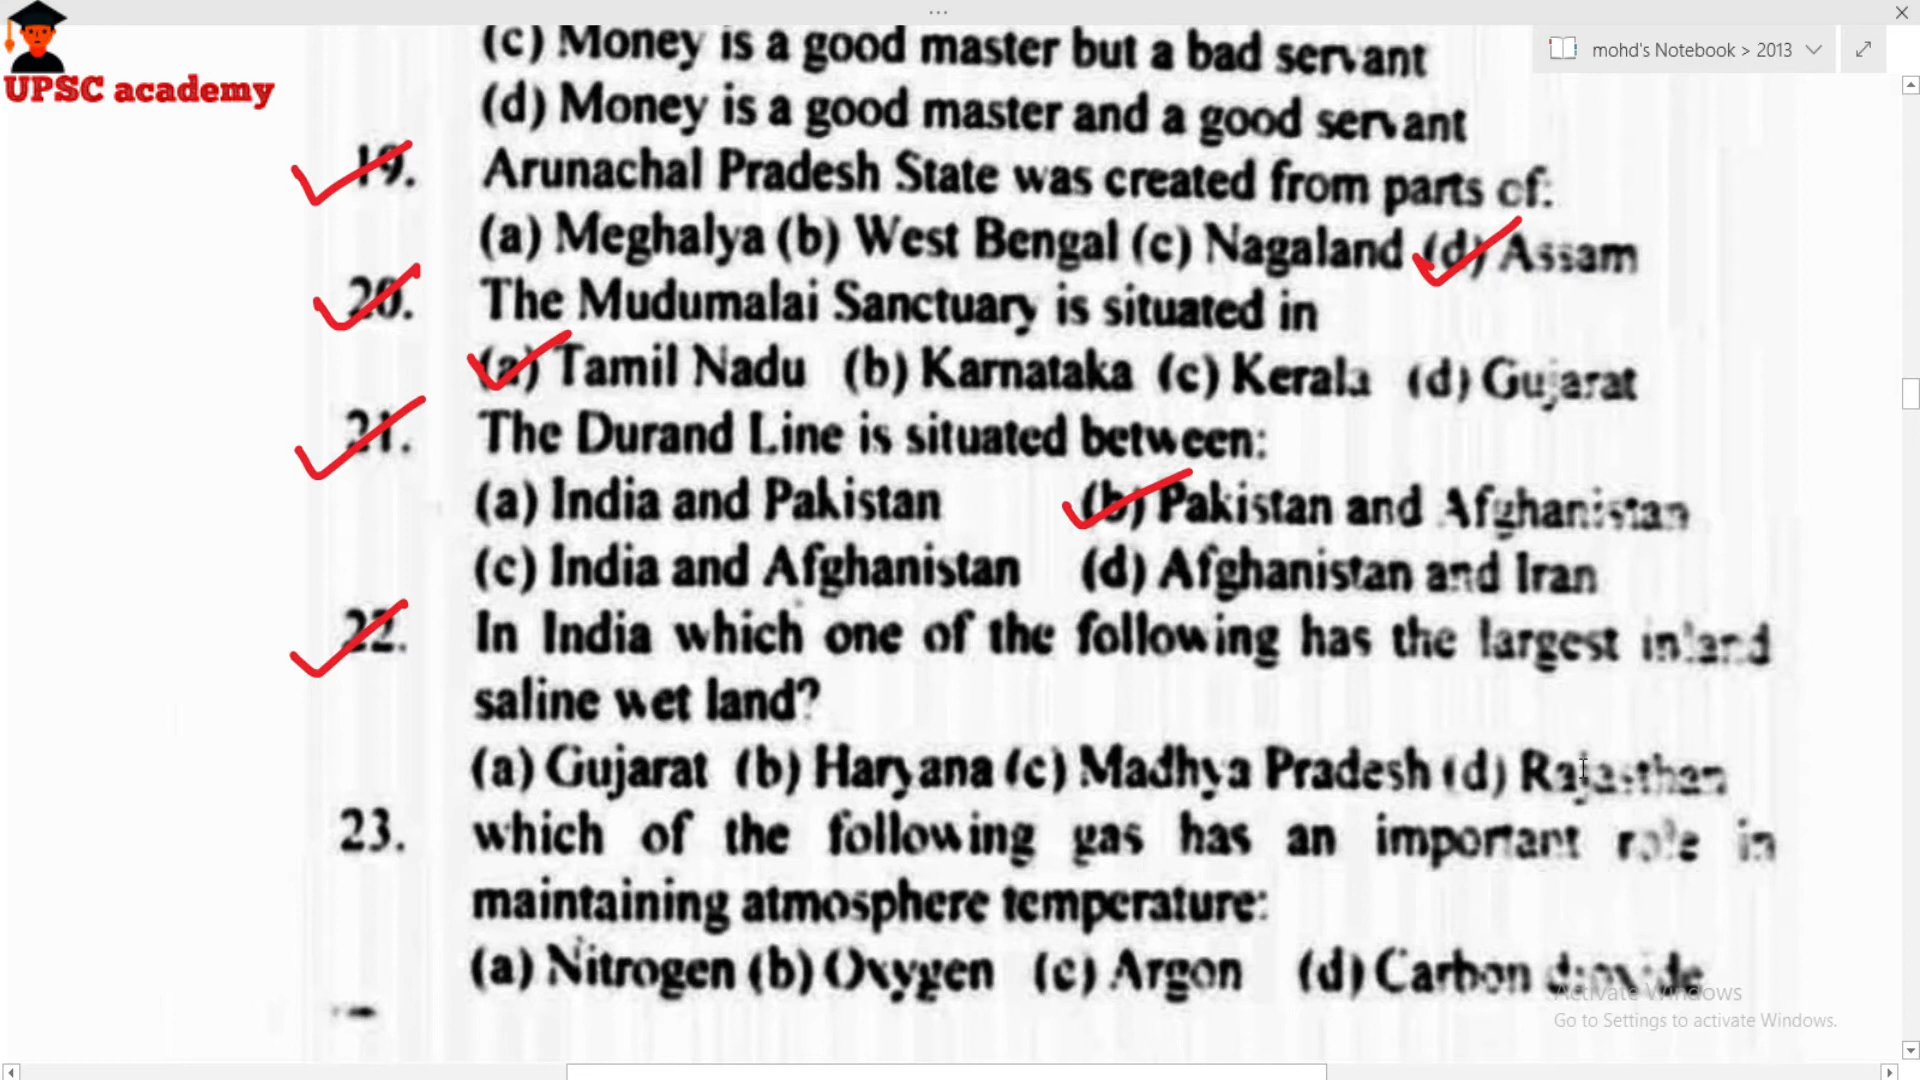 ...
mohd's Notebook > 2013
UPSC academy
(c) Money is a good master but a bad servant
(d) Money is a good master and a good servant
19. Arunachal Pradesh State was created from parts of:
(a) Meghalya (b) West Bengal (c) Nagaland (d) Assam
20. The Mudumalai Sanctuary is situated in
(a) Tamil Nadu (b) Karnataka (c) Kerala (d) Gujarat
21. The Durand Line is situated between:
(a) India and Pakistan (b) Pakistan and Afghanistan
(c) India and Afghanistan (d) Afghanistan and Iran
22. In India which one of the following has the largest inland
saline wet land?
(a) Gujarat (b) Haryana (c) Madhya Pradesh (d) Rajasthan
23. which of the following gas has an important role in
maintaining atmosphere temperature:
(a) Nitrogen (b) Oxygen (c) Argon (d) Carbon dioxide
Activate Windows
Go to Settings to activate Windows.